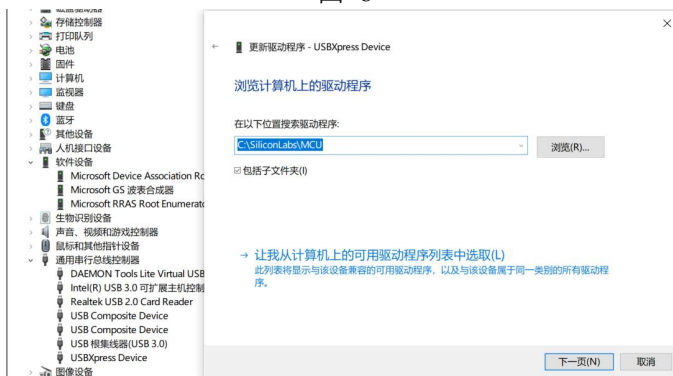 存储控制器
打印队列
电池
固件
计算机
监视器
键盘
蓝牙
其他设备
人机接口设备
软件设备
Microsoft Device Association Ro
Microsoft GS 波表合成器
Microsoft RRAS Root Enumerato
生物识别设备
声音、视频和游戏控制器
鼠标和其他指针设备
通用串行总线控制器
DAEMON Tools Lite Virtual USB
Intel(R) USB 3.0 可扩展主机控制
Realtek USB 2.0 Card Reader
USB Composite Device
USB Composite Device
USB 根集线器(USB 3.0)
USBXpress Device
图像设备
更新驱动程序 - USBXpress Device
浏览计算机上的驱动程序
在以下位置搜索驱动程序:
C:\SiliconLabs\MCU
浏览(R)...
包括子文件夹(I)
→ 让我从计算机上的可用驱动程序列表中选取(L)
此列表将显示与该设备兼容的可用驱动程序，以及与该设备属于同一类别的所有驱动程
序。
下一页(N)
取消